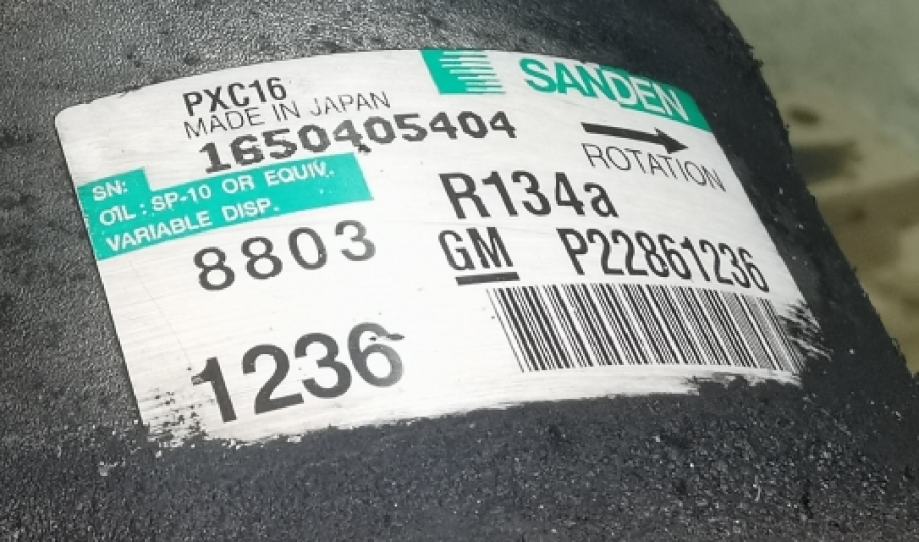 PXC16
MADE IN JAPAN
SANDEN
1650405404
ROTATION
SN:
OIL : SP-10 OR EQUIV.
VARIABLE DISP.
R134a
8803
GM P22861236
1236